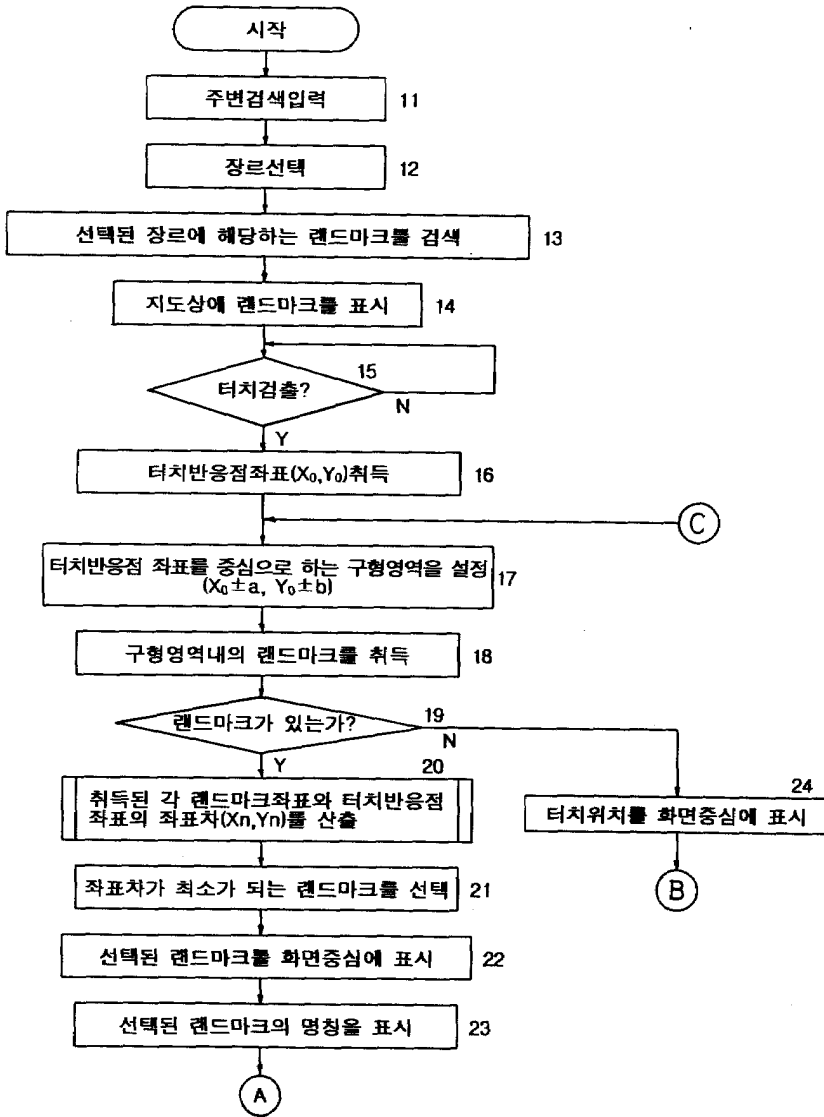 시작
주변검색입력 11
장르선택 12
선택된 장르에 해당하는 랜드마크를 검색 13
지도상에 랜드마크를 표시 14
15
터치검출?
N
Y
터치반응점좌표(X₀,Y₀)취득 16
C
터치반응점 좌표를 중심으로 하는 구형영역을 설정
(X₀±a, Y₀±b) 17
구형영역내의 랜드마크를 취득 18
랜드마크가 있는가? 19
N
Y
20
취득된 각 랜드마크좌표와 터치반응점
좌표의 좌표차(Xn,Yn)를 산출
24
터치위치를 화면중심에 표시
B
좌표차가 최소가 되는 랜드마크를 선택 21
선택된 랜드마크를 화면중심에 표시 22
선택된 랜드마크의 명칭을 표시 23
A